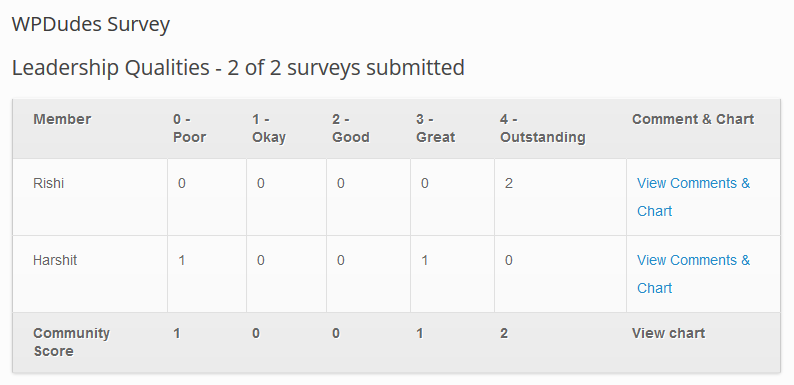 WPDudes Survey
Leadership Qualities - 2 of 2 surveys submitted
Member 0 - 1 - 2 - 3 - 4 - Comment & Chart
Poor Okay Good Great Outstanding
Rishi 0 0 0 0 2 View Comments &
Chart
Harshit 1 0 0 1 0 View Comments &
Chart
Community 1 0 0 1 2 View chart
Score